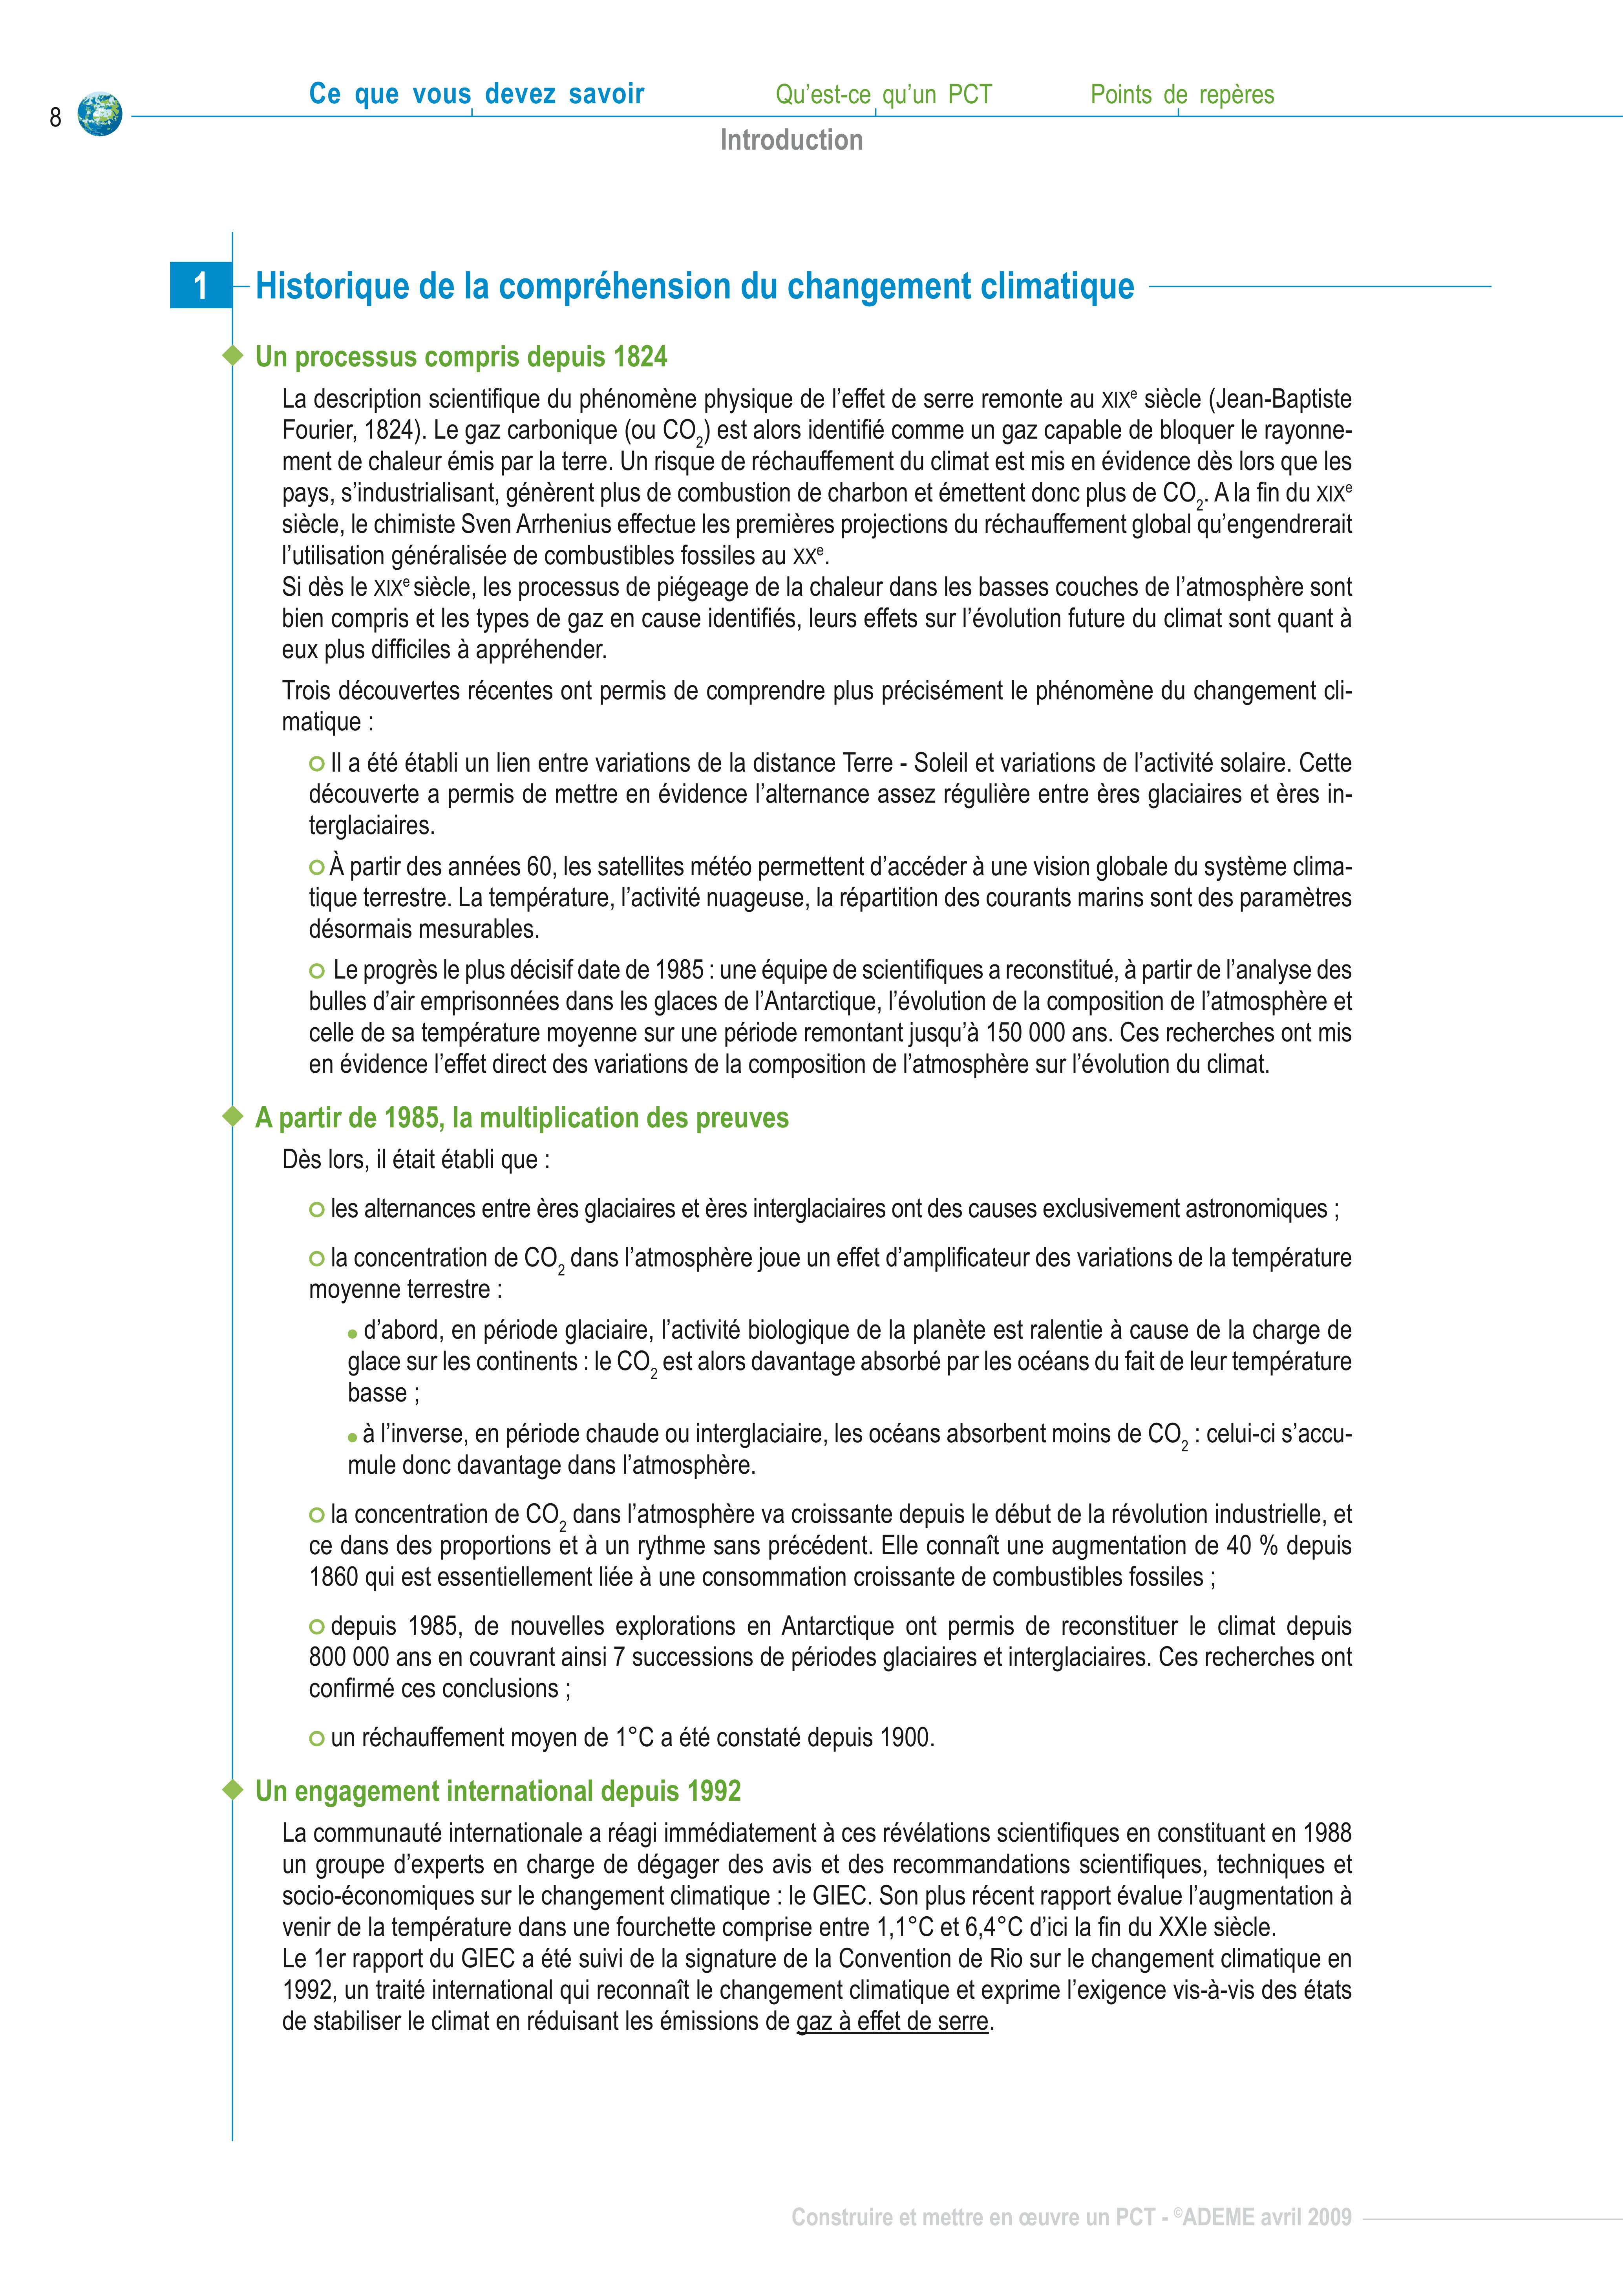 8
Ce que vous devez savoir
Qu’est-ce qu’un PCT
Points de repères
Introduction
1
Historique de la compréhension du changement climatique
Un processus compris depuis 1824
La description scientifique du phénomène physique de l’effet de serre remonte au XIXe siècle (Jean-Baptiste
Fourier, 1824). Le gaz carbonique (ou CO2) est alors identifié comme un gaz capable de bloquer le rayonne-
ment de chaleur émis par la terre. Un risque de réchauffement du climat est mis en évidence dès lors que les
pays, s’industrialisant, génèrent plus de combustion de charbon et émettent donc plus de CO2. A la fin du XIXe
siècle, le chimiste Sven Arrhenius effectue les premières projections du réchauffement global qu’engendrerait
l’utilisation généralisée de combustibles fossiles au XXe.
Si dès le XIXe siècle, les processus de piégeage de la chaleur dans les basses couches de l’atmosphère sont
bien compris et les types de gaz en cause identifiés, leurs effets sur l’évolution future du climat sont quant à
eux plus difficiles à appréhender.
Trois découvertes récentes ont permis de comprendre plus précisément le phénomène du changement cli-
matique :
Il a été établi un lien entre variations de la distance Terre - Soleil et variations de l’activité solaire. Cette
découverte a permis de mettre en évidence l’alternance assez régulière entre ères glaciaires et ères in-
terglaciaires.
À partir des années 60, les satellites météo permettent d’accéder à une vision globale du système clima-
tique terrestre. La température, l’activité nuageuse, la répartition des courants marins sont des paramètres
désormais mesurables.
Le progrès le plus décisif date de 1985 : une équipe de scientifiques a reconstitué, à partir de l’analyse des
bulles d’air emprisonnées dans les glaces de l’Antarctique, l’évolution de la composition de l’atmosphère et
celle de sa température moyenne sur une période remontant jusqu’à 150 000 ans. Ces recherches ont mis
en évidence l’effet direct des variations de la composition de l’atmosphère sur l’évolution du climat.
A partir de 1985, la multiplication des preuves
Dès lors, il était établi que :
les alternances entre ères glaciaires et ères interglaciaires ont des causes exclusivement astronomiques ;
la concentration de CO2 dans l’atmosphère joue un effet d’amplificateur des variations de la température
moyenne terrestre :
d’abord, en période glaciaire, l’activité biologique de la planète est ralentie à cause de la charge de
glace sur les continents : le CO2 est alors davantage absorbé par les océans du fait de leur température
basse ;
à l’inverse, en période chaude ou interglaciaire, les océans absorbent moins de CO2 : celui-ci s’accu-
mule donc davantage dans l’atmosphère.
la concentration de CO2 dans l’atmosphère va croissante depuis le début de la révolution industrielle, et
ce dans des proportions et à un rythme sans précédent. Elle connaît une augmentation de 40 % depuis
1860 qui est essentiellement liée à une consommation croissante de combustibles fossiles ;
depuis 1985, de nouvelles explorations en Antarctique ont permis de reconstituer le climat depuis
800 000 ans en couvrant ainsi 7 successions de périodes glaciaires et interglaciaires. Ces recherches ont
confirmé ces conclusions ;
un réchauffement moyen de 1°C a été constaté depuis 1900.
Un engagement international depuis 1992
La communauté internationale a réagi immédiatement à ces révélations scientifiques en constituant en 1988
un groupe d’experts en charge de dégager des avis et des recommandations scientifiques, techniques et
socio-économiques sur le changement climatique : le GIEC. Son plus récent rapport évalue l’augmentation à
venir de la température dans une fourchette comprise entre 1,1°C et 6,4°C d’ici la fin du XXIe siècle.
Le 1er rapport du GIEC a été suivi de la signature de la Convention de Rio sur le changement climatique en
1992, un traité international qui reconnaît le changement climatique et exprime l’exigence vis-à-vis des états
de stabiliser le climat en réduisant les émissions de gaz à effet de serre.
Construire et mettre en œuvre un PCT - ©ADEME avril 2009